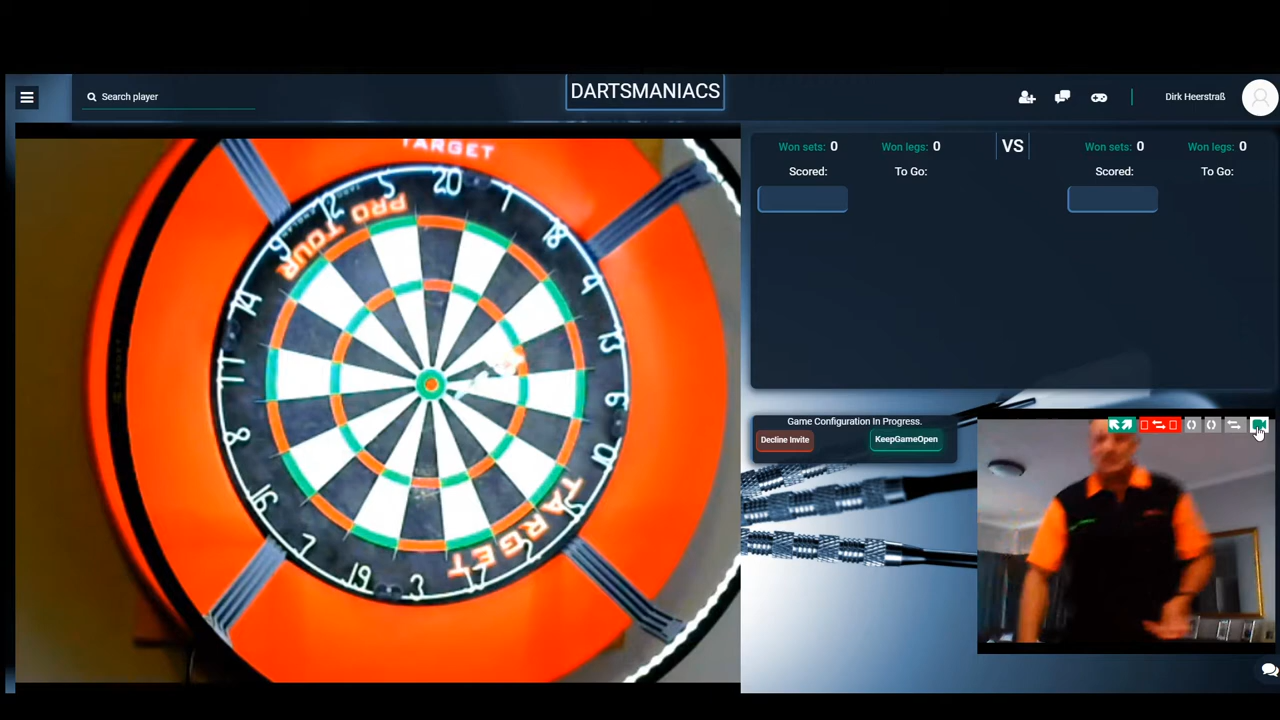 DARTSMANIACS
Search player
Dirk Heerstraß
Won sets: 0
Won legs: 0
VS
Won sets: 0
Won legs: 0
Scored:
To Go:
Scored:
To Go:
TARGET
PRO TOUR
20
1
18
4
13
6
10
15
2
17
3
19
7
16
8
11
14
9
12
5
TARGET
Game Configuration In Progress.
Decline Invite
KeepGameOpen